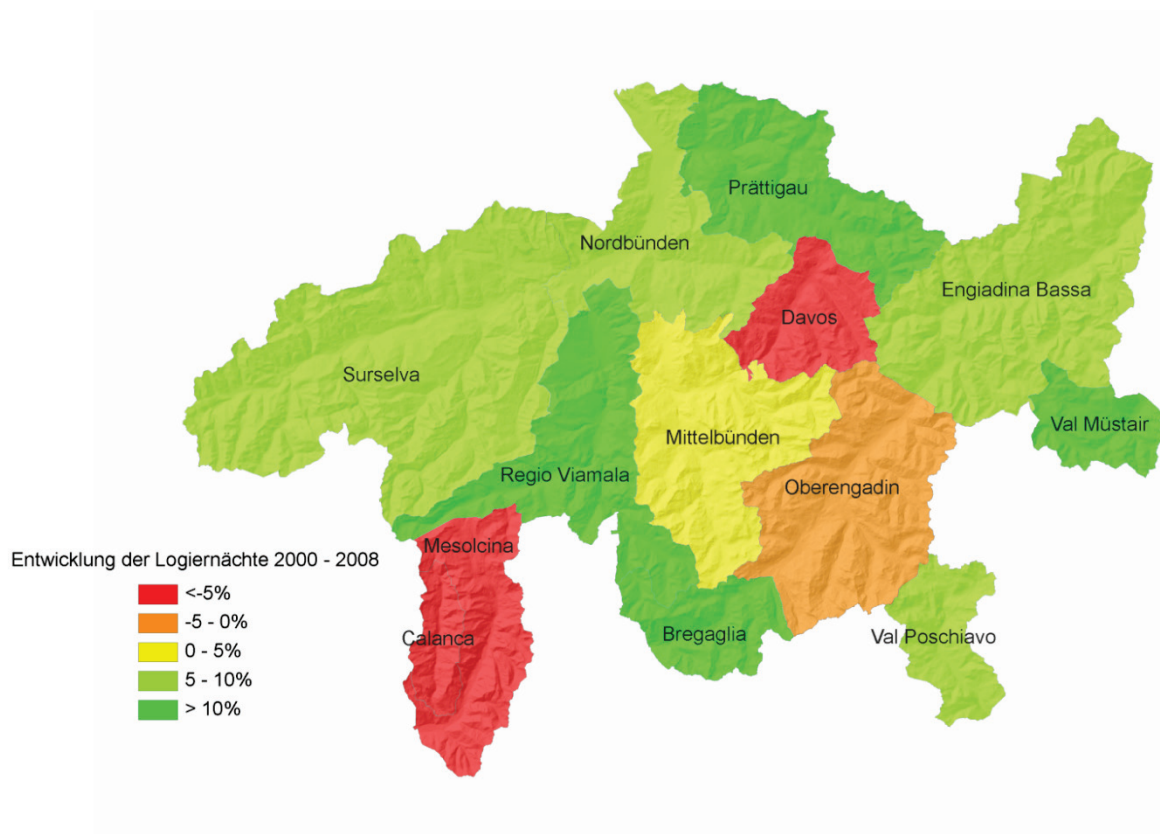 Prättigau
Nordbünden
Engiadina Bassa
Davos
Surselva
Val Müstair
Mittelbünden
Regio Viamala
Oberengadin
Mesolcina
Calanca
Bregaglia
Val Poschiavo
Entwicklung der Logiernächte 2000 - 2008
<-5%
-5 - 0%
0 - 5%
5 - 10%
> 10%